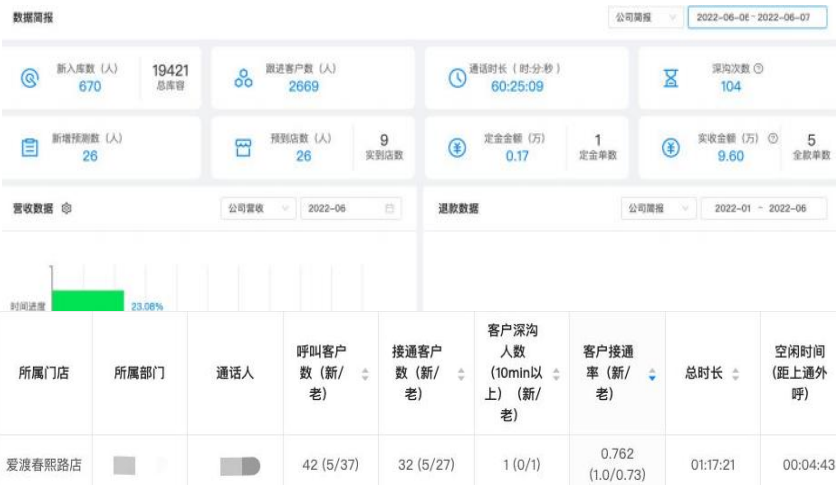 数据简报
公司简报
2022-06-06 - 2022-06-07
新入库数（人）
670
19421
总库容
跟进客户数（人）
2669
通话时长（时:分:秒）
60:25:09
深沟次数
104
新增预测数（人）
26
预到店数（人）
26
9
实到店数
定金金额（万）
0.17
1
定金单数
实收金额（万）
9.60
5
全款单数
营收数据
公司营收
2022-06
退款数据
公司简报
2022-01 ~ 2022-06
时间进度
23.08%
所属门店
所属部门
通话人
呼叫客户
数（新/
老）
接通客户
数（新/
老）
客户深沟
人数
（10min以
上）（新/
老）
客户接通
率（新/
老）
总时长
空闲时间
(距上通外
呼)
爱渡春熙路店
42 (5/37)
32 (5/27)
1 (0/1)
0.762
(1.0/0.73)
01:17:21
00:04:43